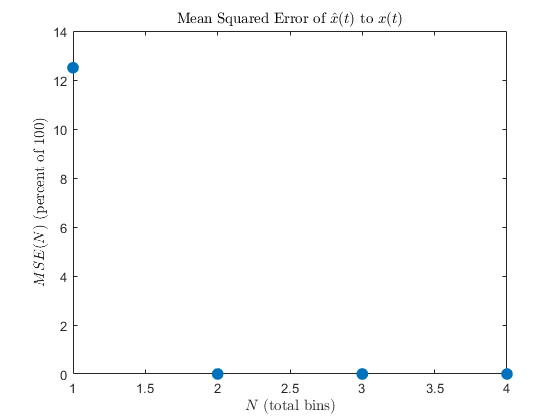 Mean Squared Error of x̂(t) to x(t)
MSE(N) (percent of 100)
14
12
10
8
6
4
2
0
1 1.5 2 2.5 3 3.5 4
N (total bins)